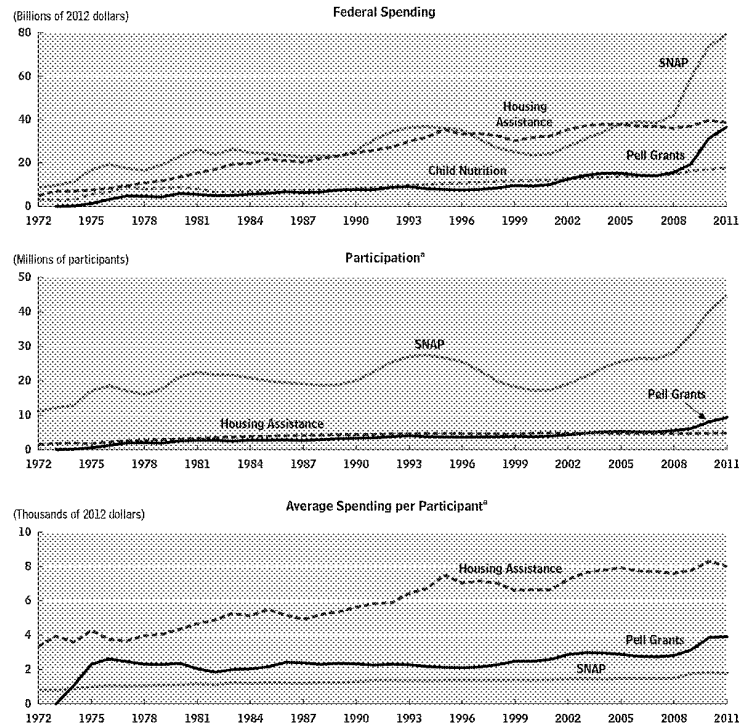 Federal Spending
(Billions of 2012 dollars)
80
SNAP
60
Housing
Assistance
40
Pell Grants
20
Child Nutrition
0
1972 1975 1978 1981 1984 1987 1990 1993 1996 1999 2002 2005 2008 2011
(Millions of participants)
Participationa
50
40
30
SNAP
20
Pell Grants
10
Housing Assistance
0
1972 1975 1978 1981 1984 1987 1990 1993 1996 1999 2002 2005 2008 2011
Average Spending per Participanta
(Thousands of 2012 dollars)
10
8
Housing Assistance
6
4
Pell Grants
2
SNAP
0
1972 1975 1978 1981 1984 1987 1990 1993 1996 1999 2002 2005 2008 2011